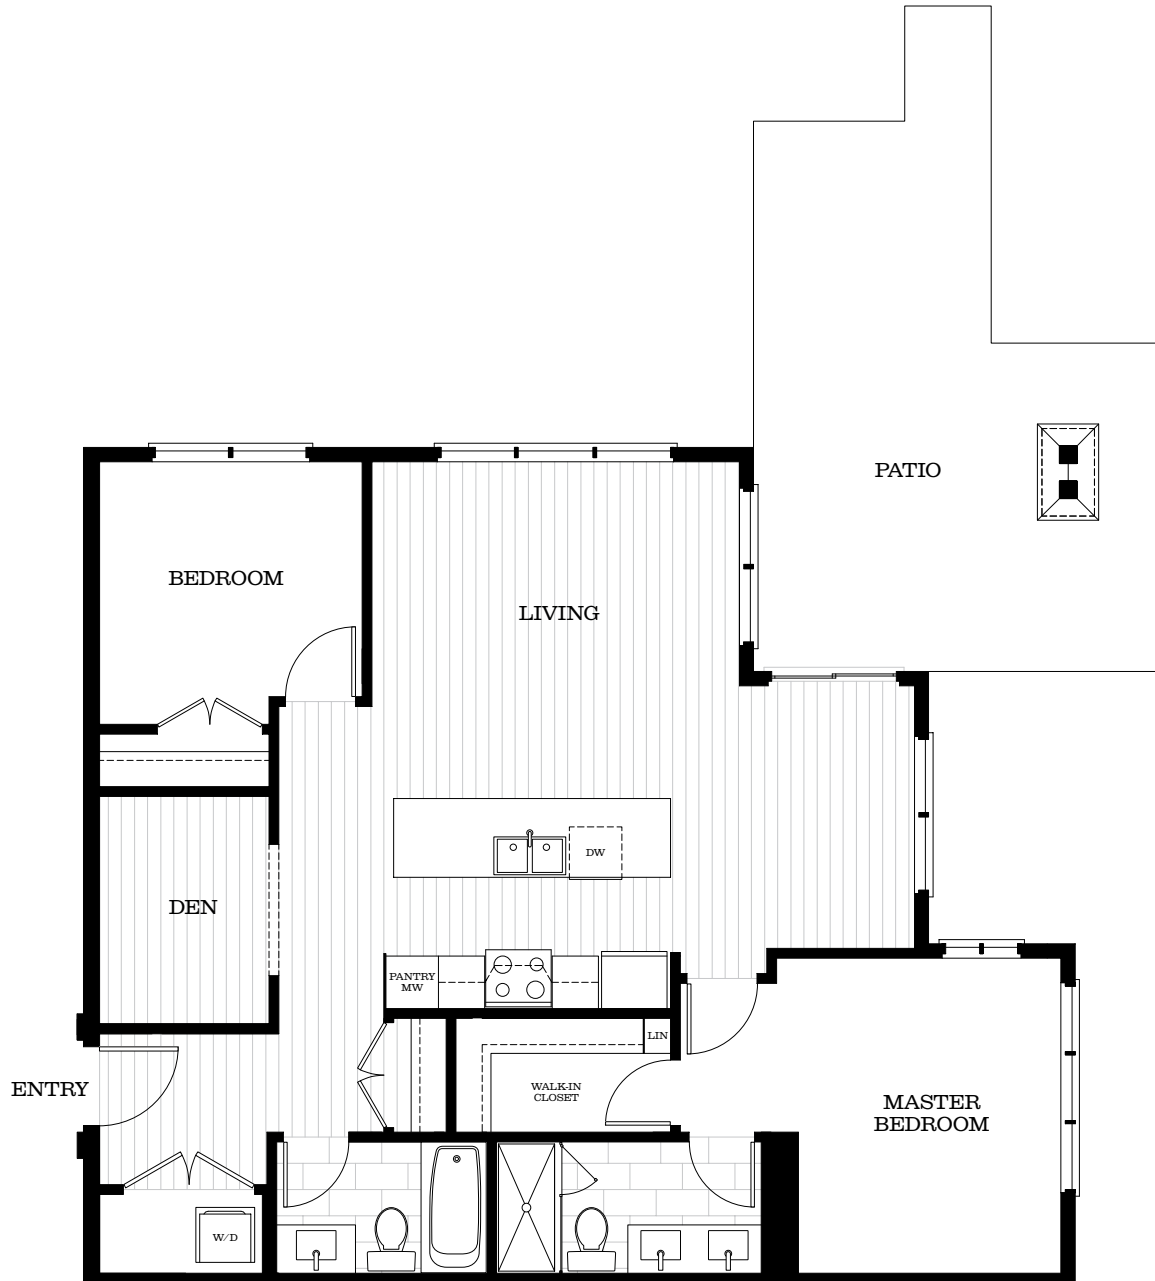 PATIO
BEDROOM
LIVING
DW
DEN
PANTRY
MW
LIN
ENTRY
WALK-IN
CLOSET
MASTER
BEDROOM
W/D